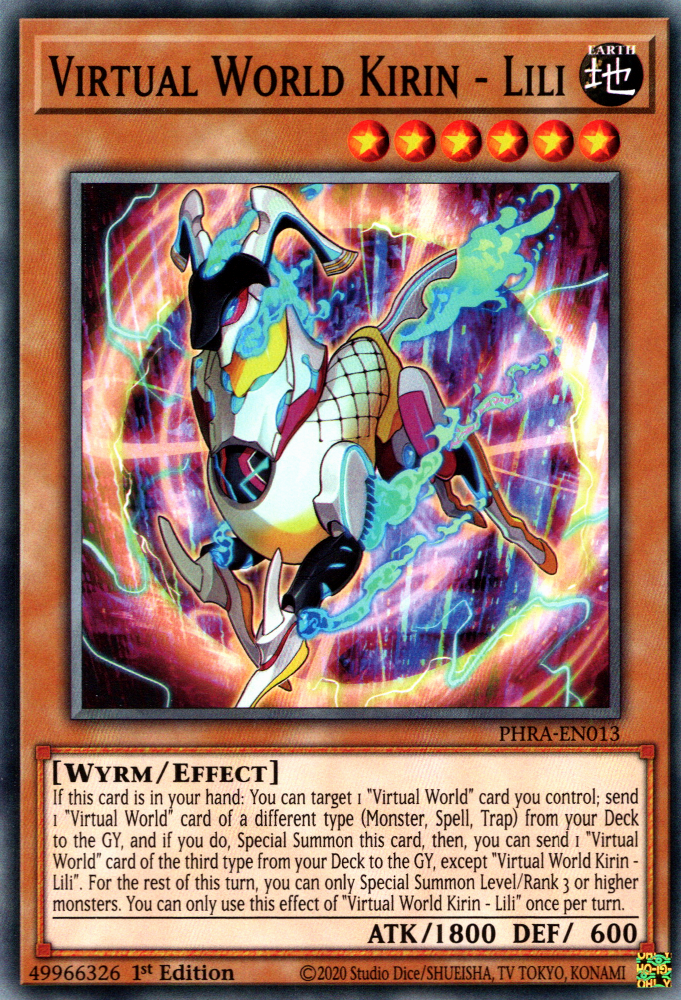 VIRTUAL WORLD KIRIN - LILI
EARTH
地
PHRA-EN013
[WYRM/EFFECT]
If this card is in your hand: You can target 1 "Virtual World" card you control; send
1 "Virtual World" card of a different type (Monster, Spell, Trap) from your Deck
to the GY, and if you do, Special Summon this card, then, you can send 1 "Virtual
World" card of the third type from your Deck to the GY, except "Virtual World Kirin -
Lili". For the rest of this turn, you can only Special Summon Level/Rank 3 or higher
monsters. You can only use this effect of "Virtual World Kirin - Lili" once per turn.
ATK/1800 DEF/ 600
49966326 1st Edition ©2020 Studio Dice/SHUEISHA, TV TOKYO, KONAMI